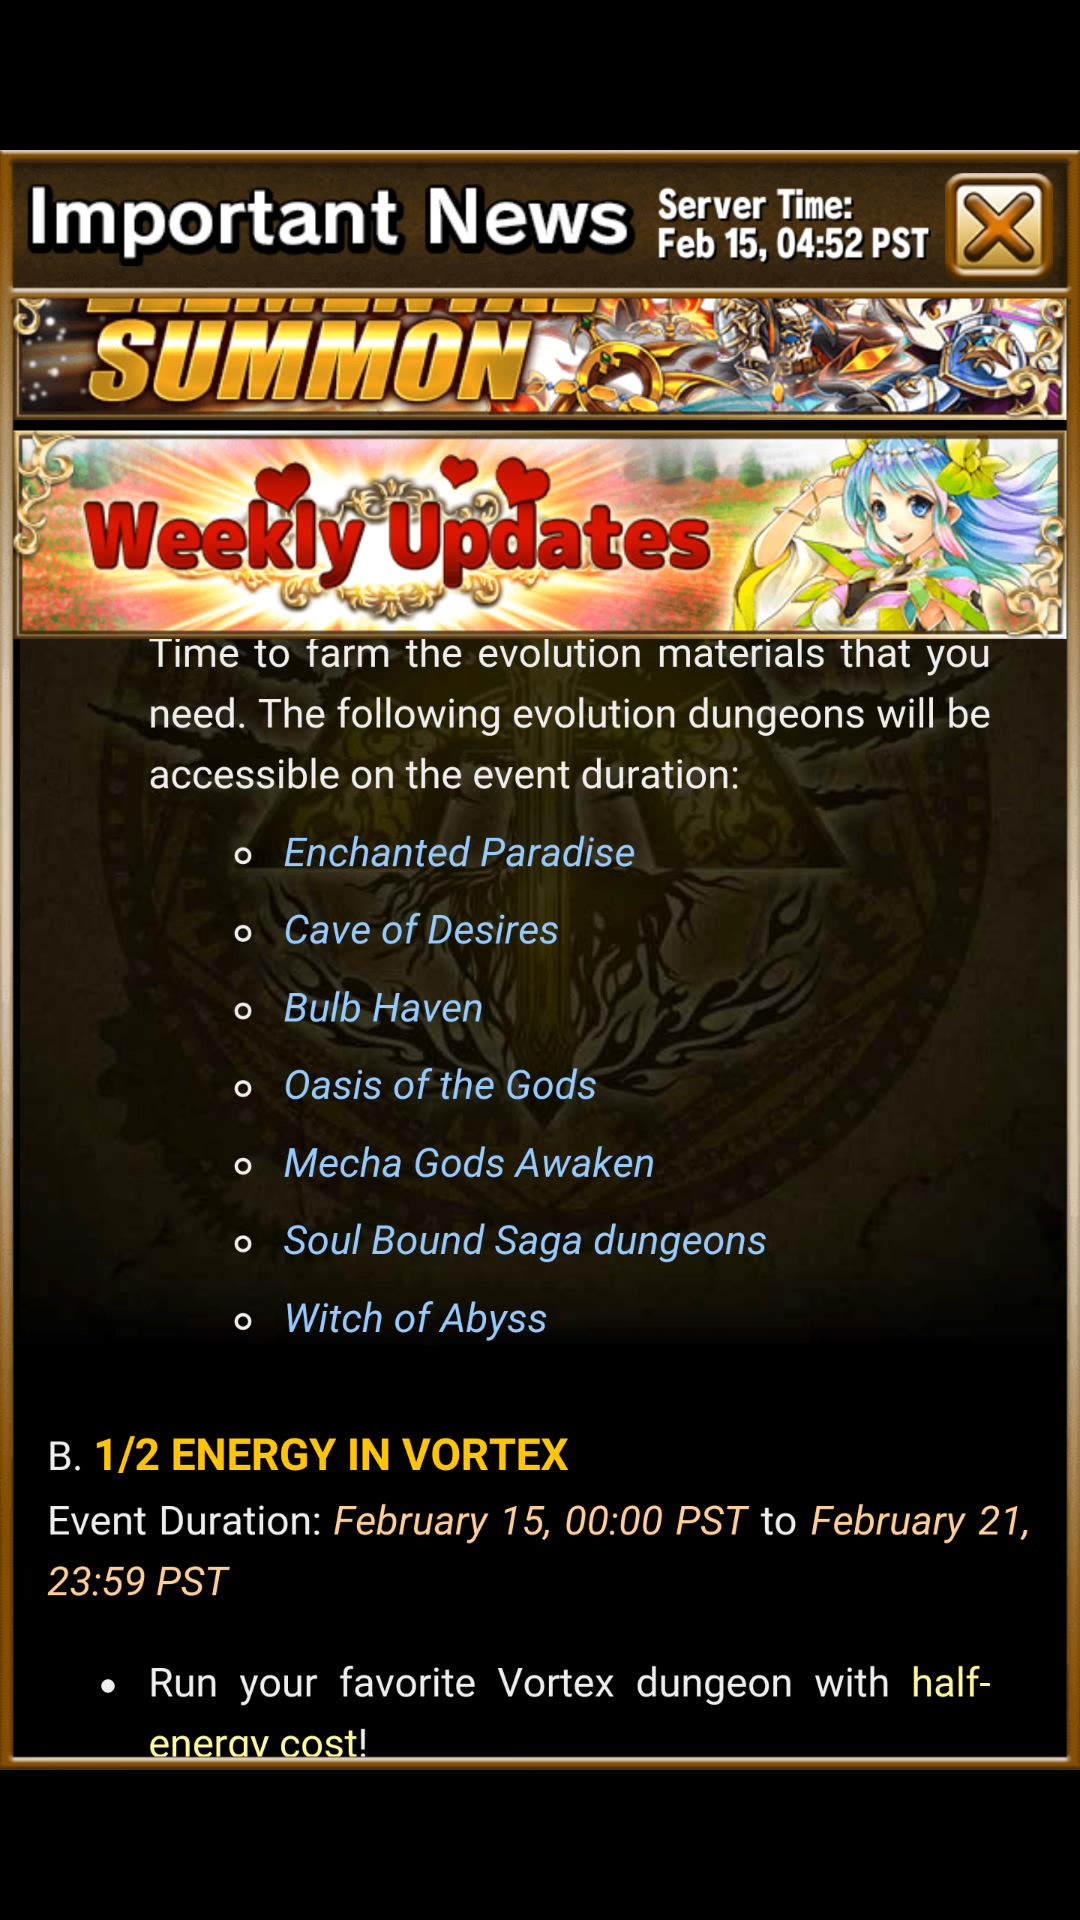 Important News
Server Time:
Feb 15, 04:52 PST
ELEMENTAL
SUMMON
Weekly Updates
Time to farm the evolution materials that you
need. The following evolution dungeons will be
accessible on the event duration:
Enchanted Paradise
Cave of Desires
Bulb Haven
Oasis of the Gods
Mecha Gods Awaken
Soul Bound Saga dungeons
Witch of Abyss
B. 1/2 ENERGY IN VORTEX
Event Duration: February 15, 00:00 PST to February 21,
23:59 PST
Run your favorite Vortex dungeon with half-
energy cost!